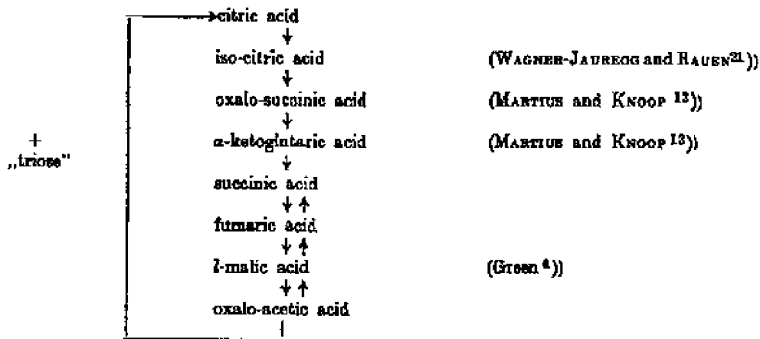 citric acid
iso-citric acid (WAGNER-JAUREGG and RAUEN²¹))
oxalo-succinic acid (MARTIUS and KNOOP ¹³))
+ α-ketoglutaric acid (MARTIUS and KNOOP ¹³))
„triose”
succinic acid
fumaric acid
l-malic acid (Green ⁴))
oxalo-acetic acid